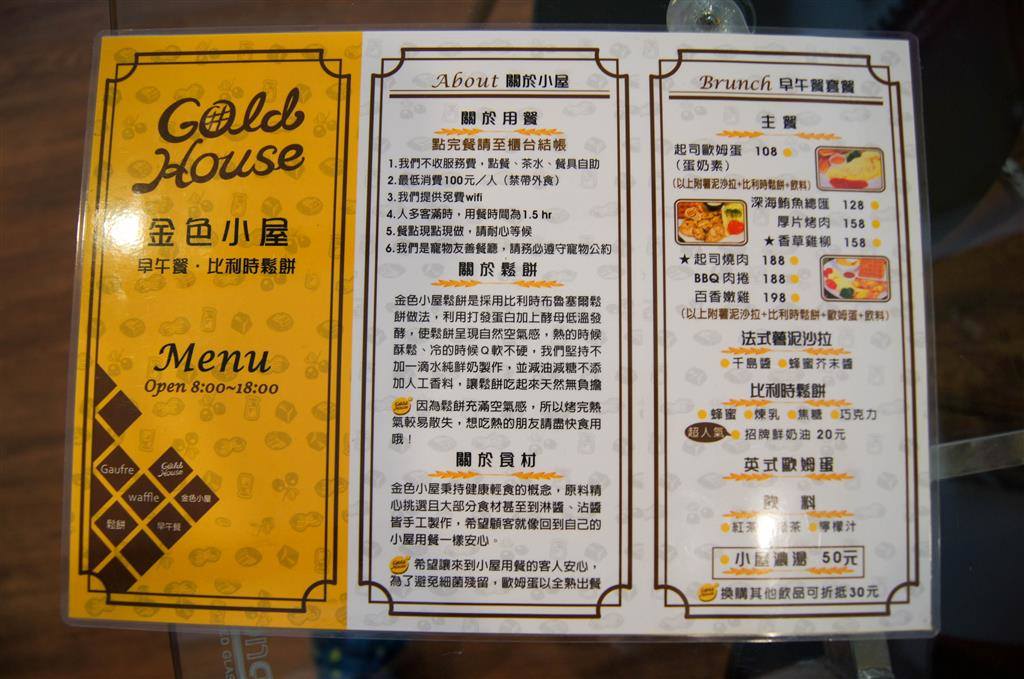 Gold
House
金色小屋
早午餐·比利時鬆餅
Menu
Open 8:00~18:00
Gaufre
Gold House
waffle
金色小屋
鬆餅
早午餐
About 關於小屋
關於用餐
點完餐請至櫃台結帳
1.我們不收服務費，點餐、茶水、餐具自助
2.最低消費100元／人（禁帶外食）
3.我們提供免費wifi
4.人多客滿時，用餐時間為1.5 hr
5.餐點現點現做，請耐心等候
6.我們是寵物友善餐廳，請務必遵守寵物公約
關於鬆餅
金色小屋鬆餅是採用比利時布魯塞爾鬆
餅做法，利用打發蛋白加上酵母低溫發
酵，使鬆餅呈現自然空氣感，熱的時候
酥鬆、冷的時候Q軟不硬，我們堅持不
加一滴水純鮮奶製作，並減油減糖不添
加人工香料，讓鬆餅吃起來天然無負擔
因為鬆餅充滿空氣感，所以烤完熱
氣較易散失，想吃熱的朋友請盡快食用
哦！
關於食材
金色小屋秉持健康輕食的概念，原料精
心挑選且大部分食材甚至到淋醬、沾醬
皆手工製作，希望顧客就像回到自己的
小屋用餐一樣安心。
希望讓來到小屋用餐的客人安心，
為了避免細菌殘留，歐姆蛋以全熟出餐
Brunch 早午餐套餐
主餐
起司歐姆蛋 108
（蛋奶素）
（以上附薯泥沙拉+比利時鬆餅+飲料）
深海鮪魚總匯 128
厚片烤肉 158
★香草雞柳 158
★起司燒肉 188
BBQ肉捲 188
百香嫩雞 198
（以上附薯泥沙拉+比利時鬆餅+歐姆蛋+飲料）
法式薯泥沙拉
千島醬 蜂蜜芥末醬
比利時鬆餅
蜂蜜 煉乳 焦糖 巧克力
超人氣 招牌鮮奶油 20元
英式歐姆蛋
飲料
紅茶 茶 檸檬汁
小屋濃湯 50元
換購其他飲品可折抵30元